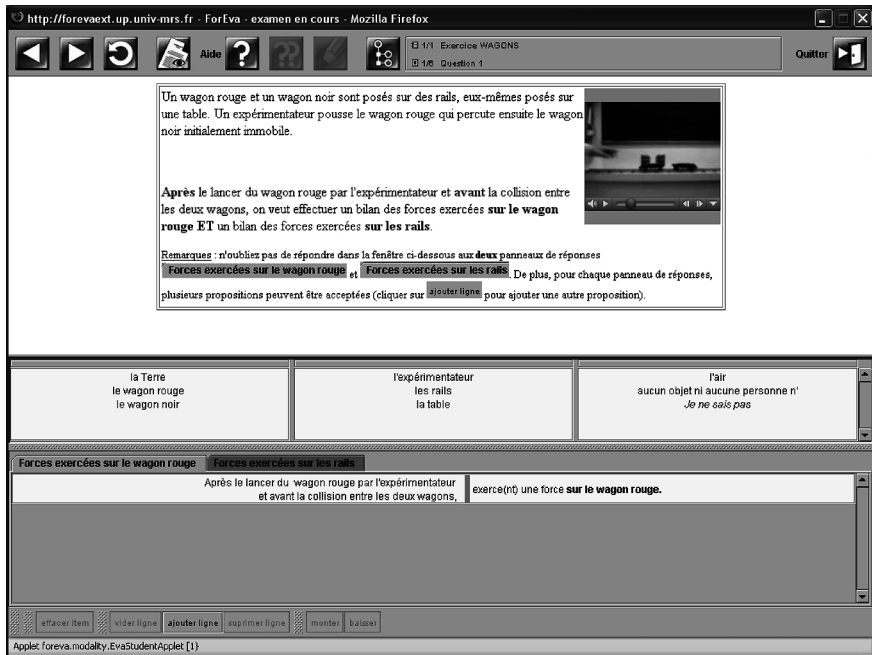 http://forevaext.up.univ-mrs.fr - ForEva - examen en cours - Mozilla Firefox
Aide
1/1 Exercice WAGONS
1/6 Question 1
Quitter
Un wagon rouge et un wagon noir sont posés sur des rails, eux-mêmes posés sur
une table. Un expérimentateur pousse le wagon rouge qui percute ensuite le wagon
noir initialement immobile.
Après le lancer du wagon rouge par l'expérimentateur et avant la collision entre
les deux wagons, on veut effectuer un bilan des forces exercées sur le wagon
rouge ET un bilan des forces exercées sur les rails.
Remarques : n'oubliez pas de répondre dans la fenêtre ci-dessous aux deux panneaux de réponses
Forces exercées sur le wagon rouge et Forces exercées sur les rails. De plus, pour chaque panneau de réponses,
plusieurs propositions peuvent être acceptées (cliquer sur ajouter ligne pour ajouter une autre proposition).
la Terre
le wagon rouge
le wagon noir
l'expérimentateur
les rails
la table
l'air
aucun objet ni aucune personne n'
Je ne sais pas
Forces exercées sur le wagon rouge Forces exercées sur les rails
Après le lancer du wagon rouge par l'expérimentateur
et avant la collision entre les deux wagons,
exerce(nt) une force sur le wagon rouge.
effacer item vider ligne ajouter ligne suprimer ligne monter baisser
Applet foreva.modality.EvaStudentApplet [1}